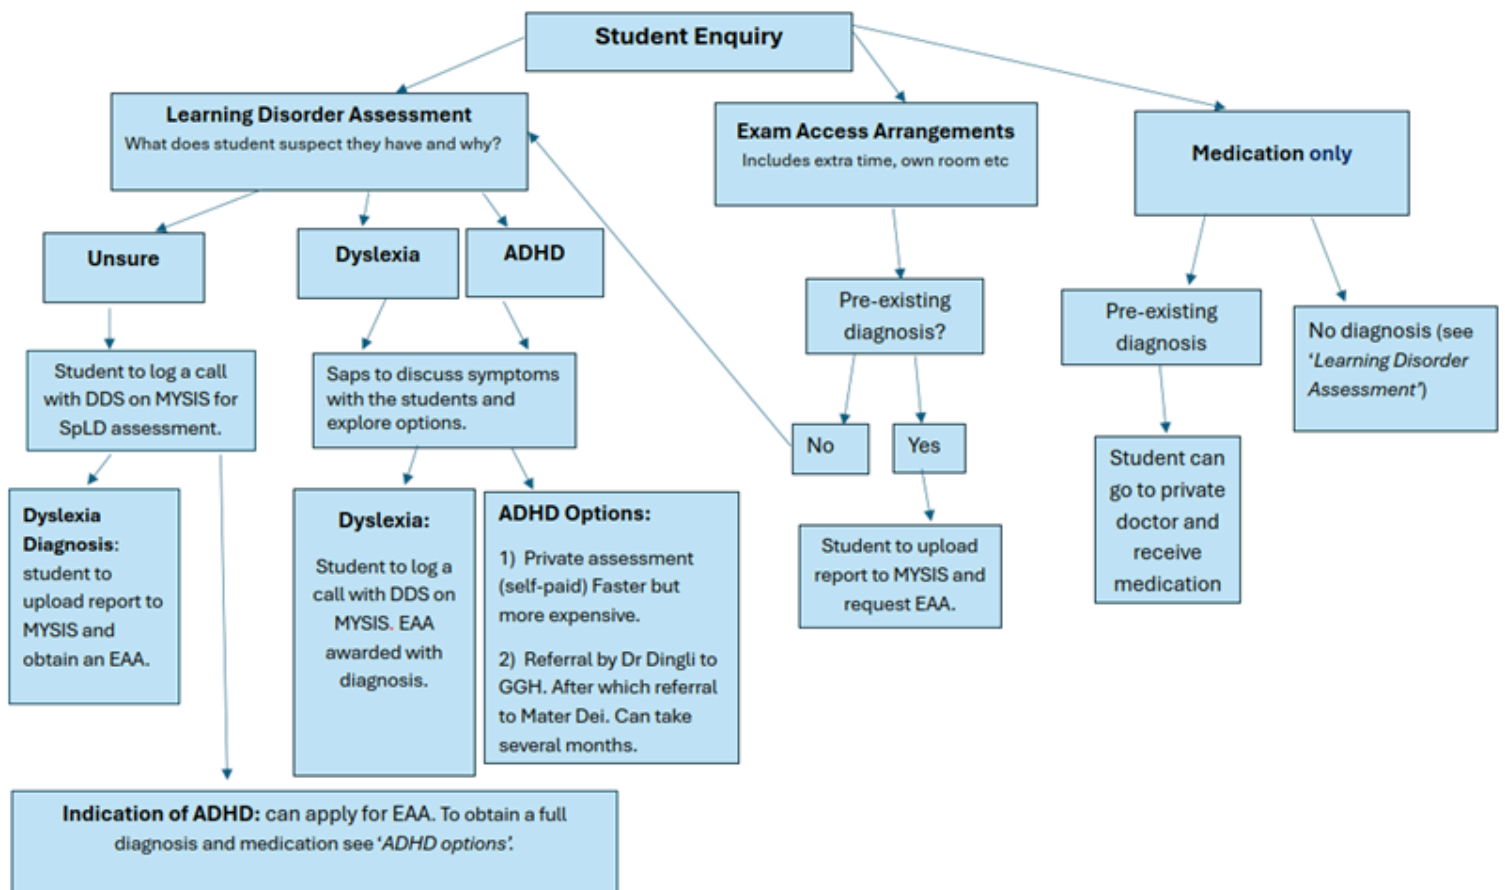 Student Enquiry
Learning Disorder Assessment
What does student suspect they have and why?
Exam Access Arrangements
Includes extra time, own room etc
Medication only
Unsure
Dyslexia
ADHD
Pre-existing
diagnosis?
Pre-existing
diagnosis
No diagnosis (see
‘Learning Disorder
Assessment’)
Student to log a call
with DDS on MYSIS for
SpLD assessment.
Saps to discuss symptoms
with the students and
explore options.
No
Yes
Student can
go to private
doctor and
receive
medication
Dyslexia
Diagnosis:
student to
upload report to
MYSIS and
obtain an EAA.
Dyslexia:
Student to log a
call with DDS on
MYSIS. EAA
awarded with
diagnosis.
ADHD Options:
1) Private assessment
(self-paid) Faster but
more expensive.
2) Referral by Dr Dingli to
GGH. After which referral
to Mater Dei. Can take
several months.
Student to upload
report to MYSIS and
request EAA.
Indication of ADHD: can apply for EAA. To obtain a full
diagnosis and medication see ‘ADHD options’.